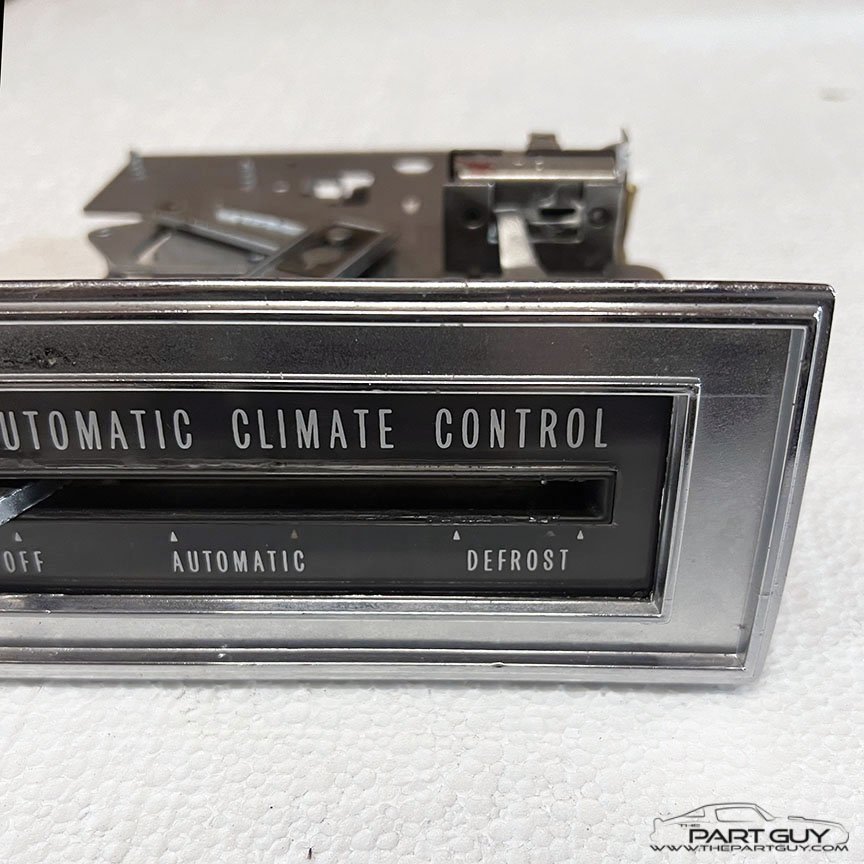 UTOMATIC CLIMATE CONTROL
OFF AUTOMATIC DEFROST
THE
PART GUY
WWW.THEPARTGUY.COM